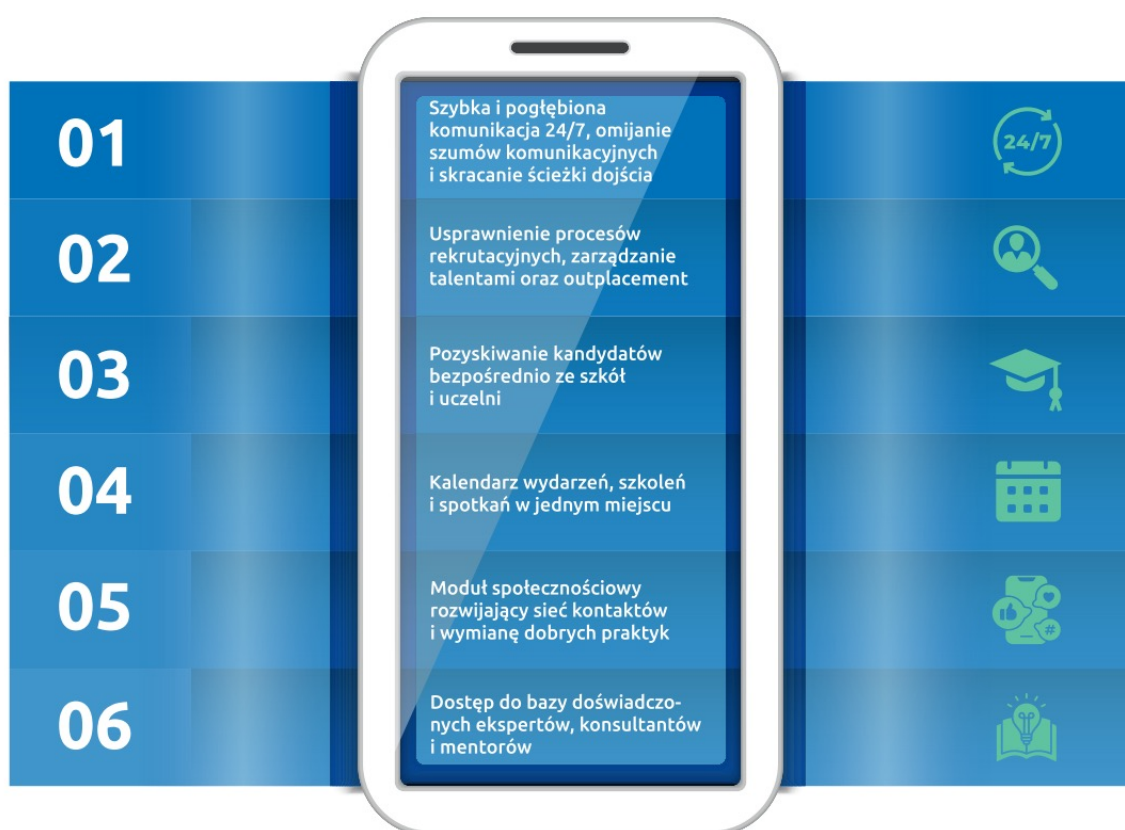 01
Szybka i pogłębiona
komunikacja 24/7, omijanie
szumów komunikacyjnych
i skracanie ścieżki dojścia
24/7
02
Usprawnienie procesów
rekrutacyjnych, zarządzanie
talentami oraz outplacement
03
Pozyskiwanie kandydatów
bezpośrednio ze szkół
i uczelni
04
Kalendarz wydarzeń, szkoleń
i spotkań w jednym miejscu
05
Moduł społecznościowy
rozwijający sieć kontaktów
i wymianę dobrych praktyk
#
06
Dostęp do bazy doświadczo-
nych ekspertów, konsultantów
i mentorów